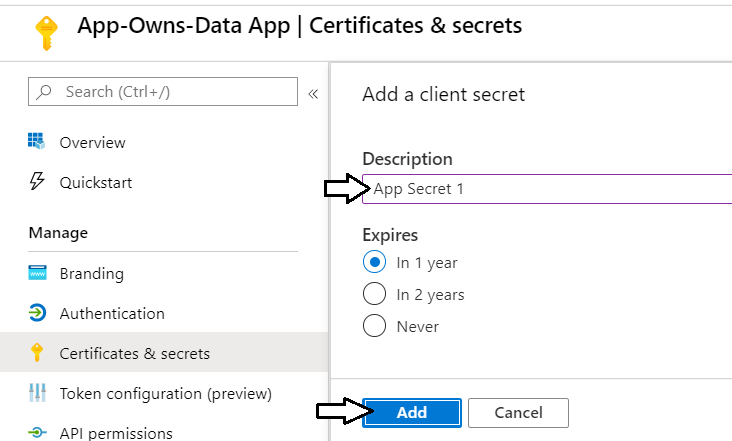 App-Owns-Data App | Certificates & secrets
Search (Ctrl+/)
«
Overview
Quickstart
Manage
Branding
Authentication
Certificates & secrets
Token configuration (preview)
API permissions
Add a client secret
Description
App Secret 1
Expires
In 1 year
In 2 years
Never
Add
Cancel